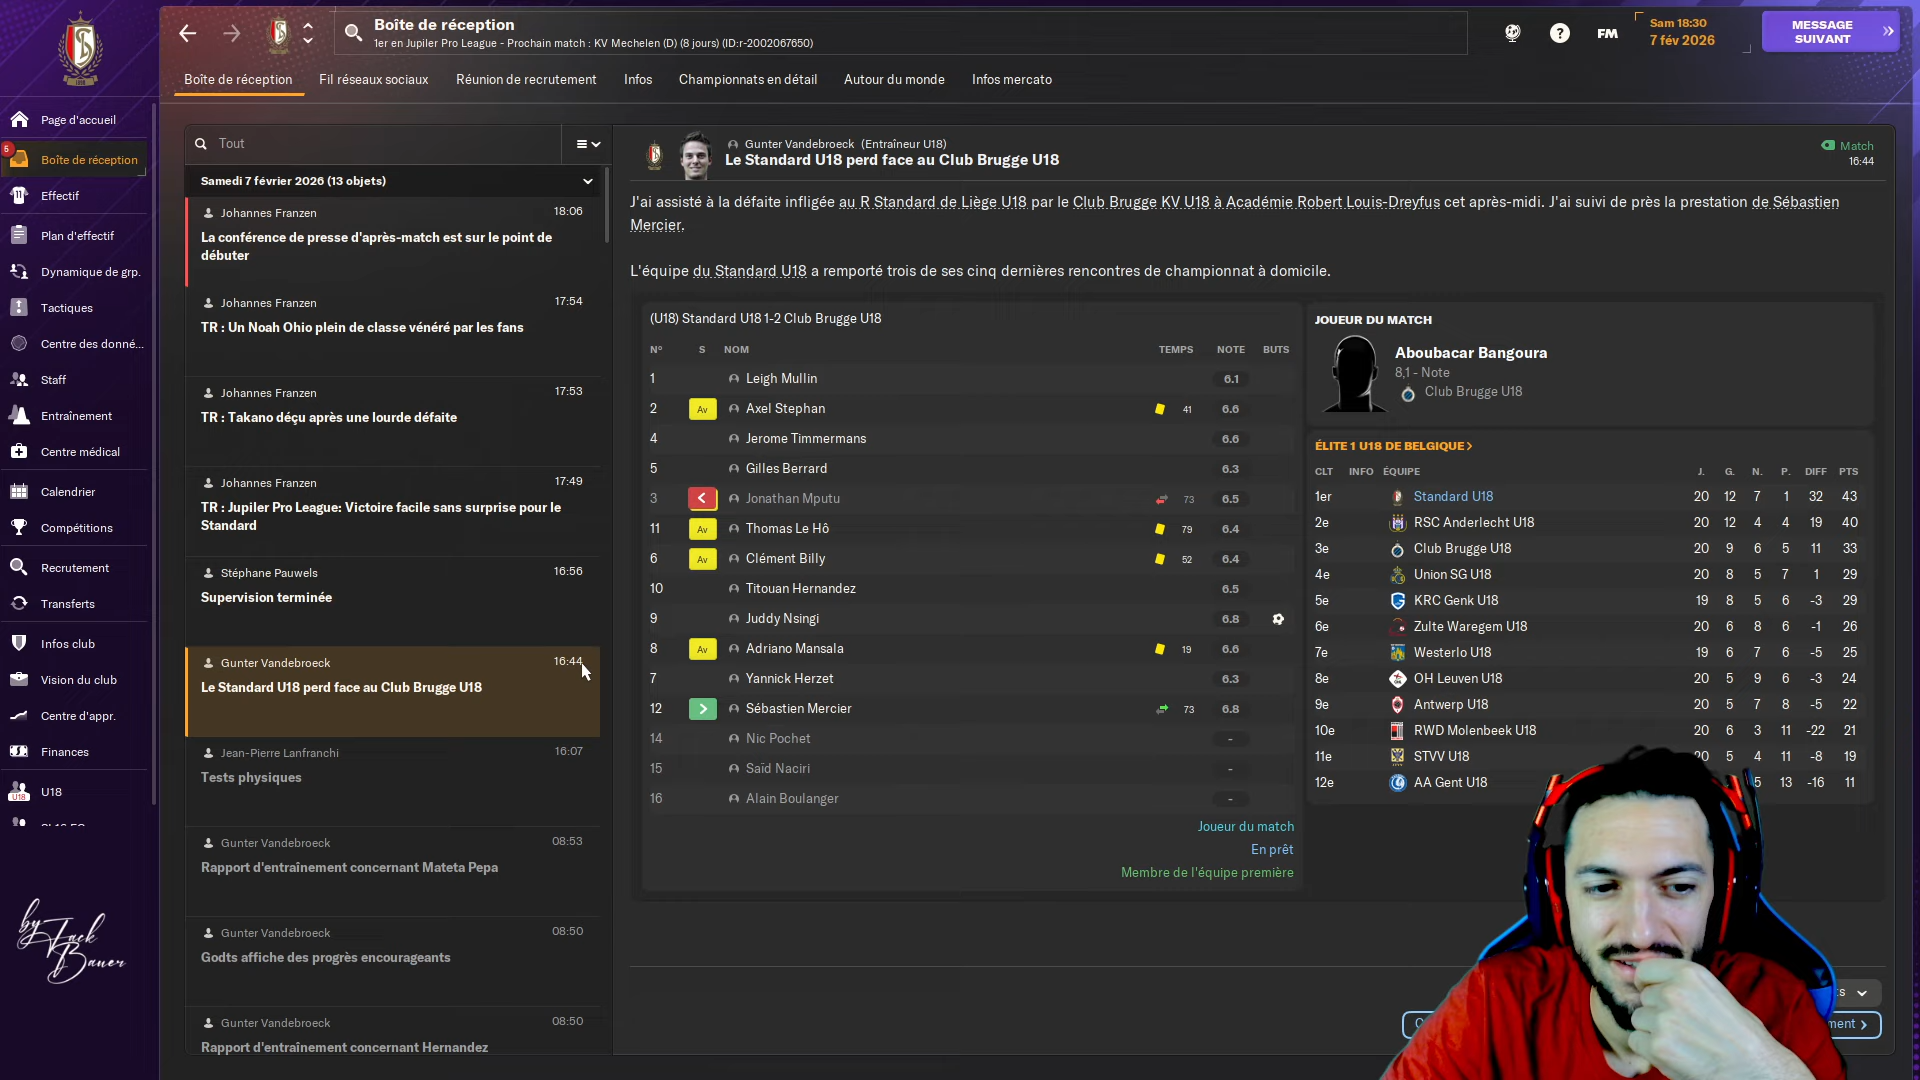 Boîte de réception
1er en Jupiler Pro League - Prochain match : KV Mechelen (D) (8 jours) (ID:r-2002067650)
FM
Sam 18:30
7 fév 2026
MESSAGE
SUIVANT
Boîte de réception
Fil réseaux sociaux
Réunion de recrutement
Infos
Championnats en détail
Autour du monde
Infos mercato
Page d'accueil
5
Boîte de réception
Effectif
Plan d'effectif
Dynamique de grp.
Tactiques
Centre des donné...
Staff
Entraînement
Centre médical
Calendrier
Compétitions
Recrutement
Transferts
Infos club
Vision du club
Centre d'appr.
Finances
U18
by Jack
Bauer
Tout
Samedi 7 février 2026 (13 objets)
Johannes Franzen 18:06
La conférence de presse d'après-match est sur le point de
débuter
Johannes Franzen 17:54
TR : Un Noah Ohio plein de classe vénéré par les fans
Johannes Franzen 17:53
TR : Takano déçu après une lourde défaite
Johannes Franzen 17:49
TR : Jupiler Pro League: Victoire facile sans surprise pour le
Standard
Stéphane Pauwels 16:56
Supervision terminée
Gunter Vandebroeck 16:44
Le Standard U18 perd face au Club Brugge U18
Jean-Pierre Lanfranchi 16:07
Tests physiques
Gunter Vandebroeck 08:53
Rapport d'entraînement concernant Mateta Pepa
Gunter Vandebroeck 08:50
Godts affiche des progrès encourageants
Gunter Vandebroeck 08:50
Rapport d'entraînement concernant Hernandez
Gunter Vandebroeck (Entraîneur U18)
Le Standard U18 perd face au Club Brugge U18
Match
16:44
J'ai assisté à la défaite infligée au R Standard de Liège U18 par le Club Brugge KV U18 à Académie Robert Louis-Dreyfus cet après-midi. J'ai suivi de près la prestation de Sébastien
Mercier.
L'équipe du Standard U18 a remporté trois de ses cinq dernières rencontres de championnat à domicile.
(U18) Standard U18 1-2 Club Brugge U18
N° S NOM TEMPS NOTE BUTS
1 Leigh Mullin 6.1
2 Av Axel Stephan 41 6.6
4 Jerome Timmermans 6.6
5 Gilles Berrard 6.3
3 Jonathan Mputu 73 6.5
11 Av Thomas Le Hô 79 6.4
6 Av Clément Billy 52 6.4
10 Titouan Hernandez 6.5
9 Juddy Nsingi 6.8
8 Av Adriano Mansala 19 6.6
7 Yannick Herzet 6.3
12 Sébastien Mercier 73 6.8
14 Nic Pochet -
15 Saïd Naciri -
16 Alain Boulanger -
Joueur du match
En prêt
Membre de l'équipe première
JOUEUR DU MATCH
Aboubacar Bangoura
8,1 - Note
Club Brugge U18
ÉLITE 1 U18 DE BELGIQUE >
CLT INFO ÉQUIPE J. G. N. P. DIFF PTS
1er Standard U18 20 12 7 1 32 43
2e RSC Anderlecht U18 20 12 4 4 19 40
3e Club Brugge U18 20 9 6 5 11 33
4e Union SG U18 20 8 5 7 1 29
5e KRC Genk U18 19 8 5 6 -3 29
6e Zulte Waregem U18 20 6 8 6 -1 26
7e Westerlo U18 19 6 7 6 -5 25
8e OH Leuven U18 20 5 9 6 -3 24
9e Antwerp U18 20 5 7 8 -5 22
10e RWD Molenbeek U18 20 6 3 11 -22 21
11e STVV U18 20 5 4 11 -8 19
12e AA Gent U18 5 13 -16 11